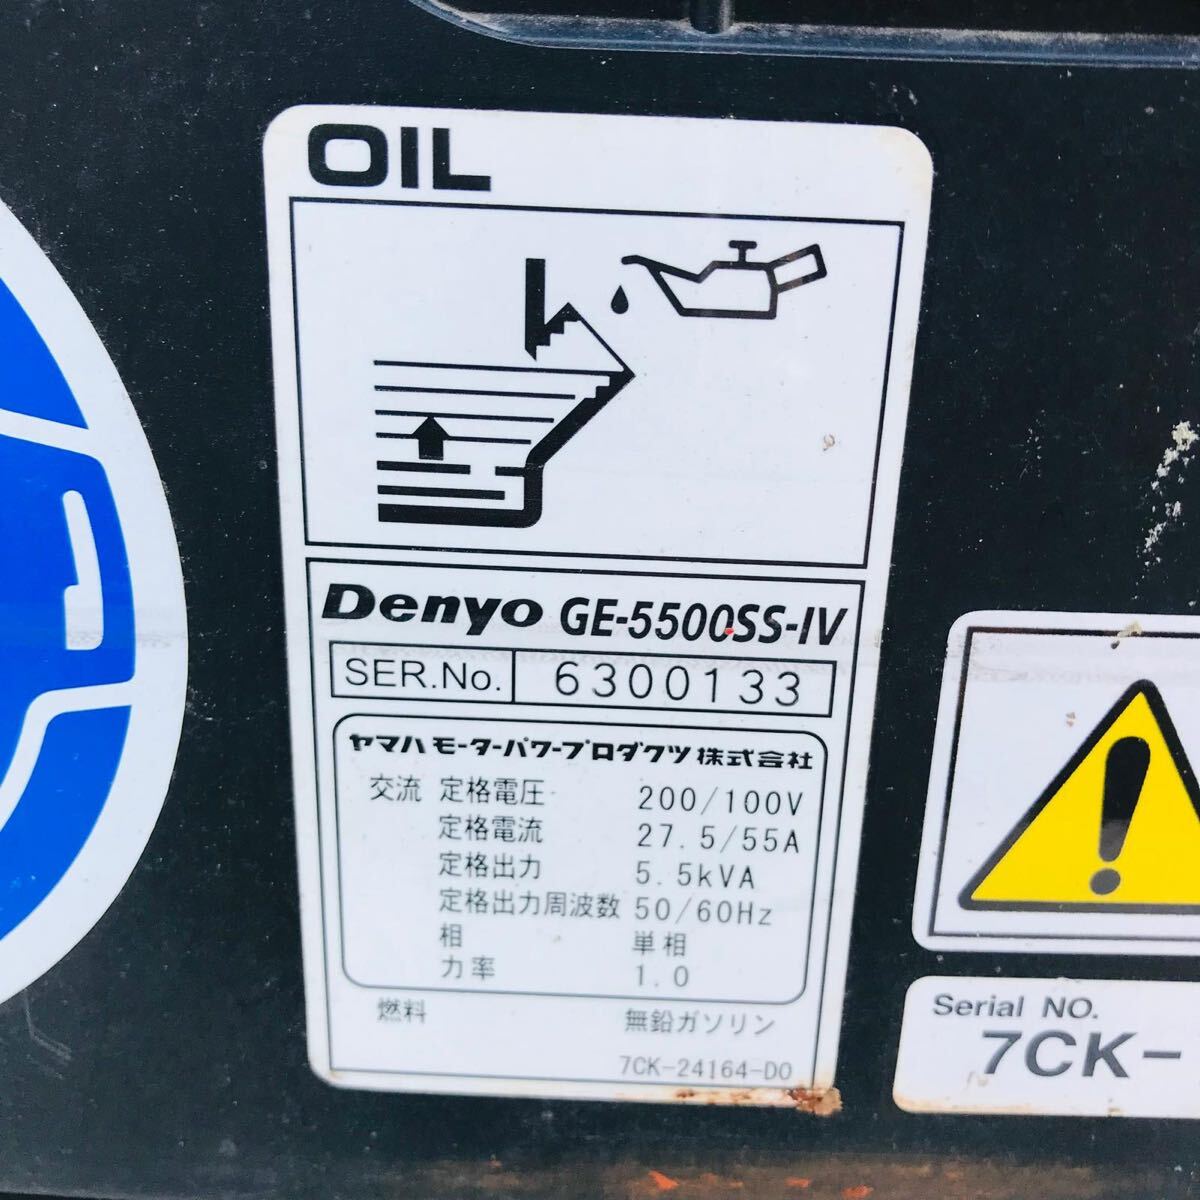 OIL
Denyo GE-5500SS-IV
SER.No. 6300133
ヤマハモーターパワープロダクツ株式会社
交流 定格電圧 200/100V
定格電流 27.5/55A
定格出力 5.5kVA
定格出力周波数 50/60Hz
相 単相
力率 1.0
燃料 無鉛ガソリン
7CK-24164-D0
Serial NO.
7CK-